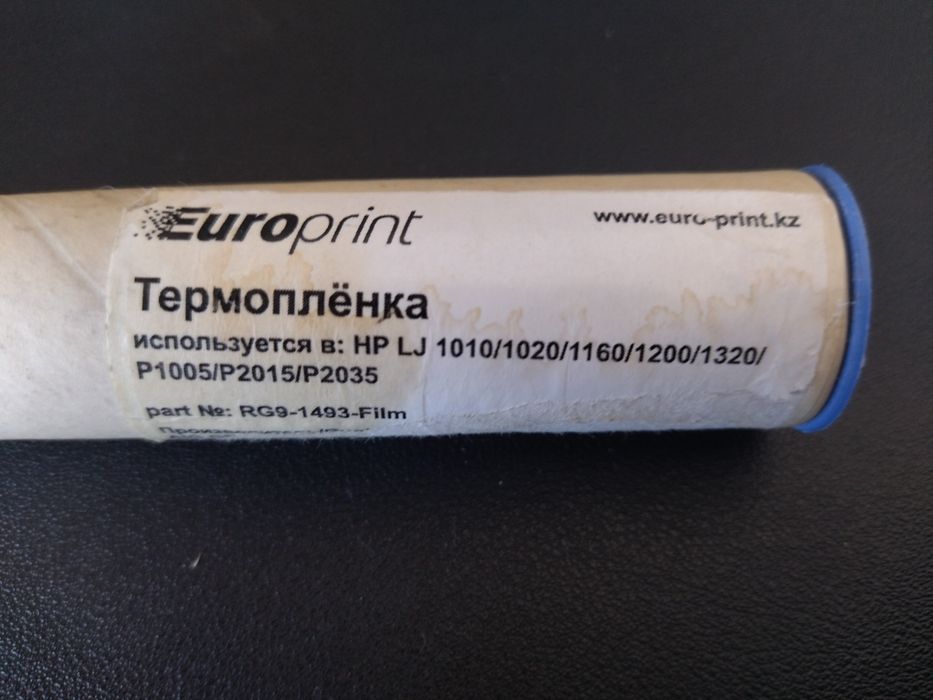 Europrint
www.euro-print.kz
Термоплёнка
используется в: HP LJ 1010/1020/1160/1200/1320/
P1005/P2015/P2035
part №: RG9-1493-Film